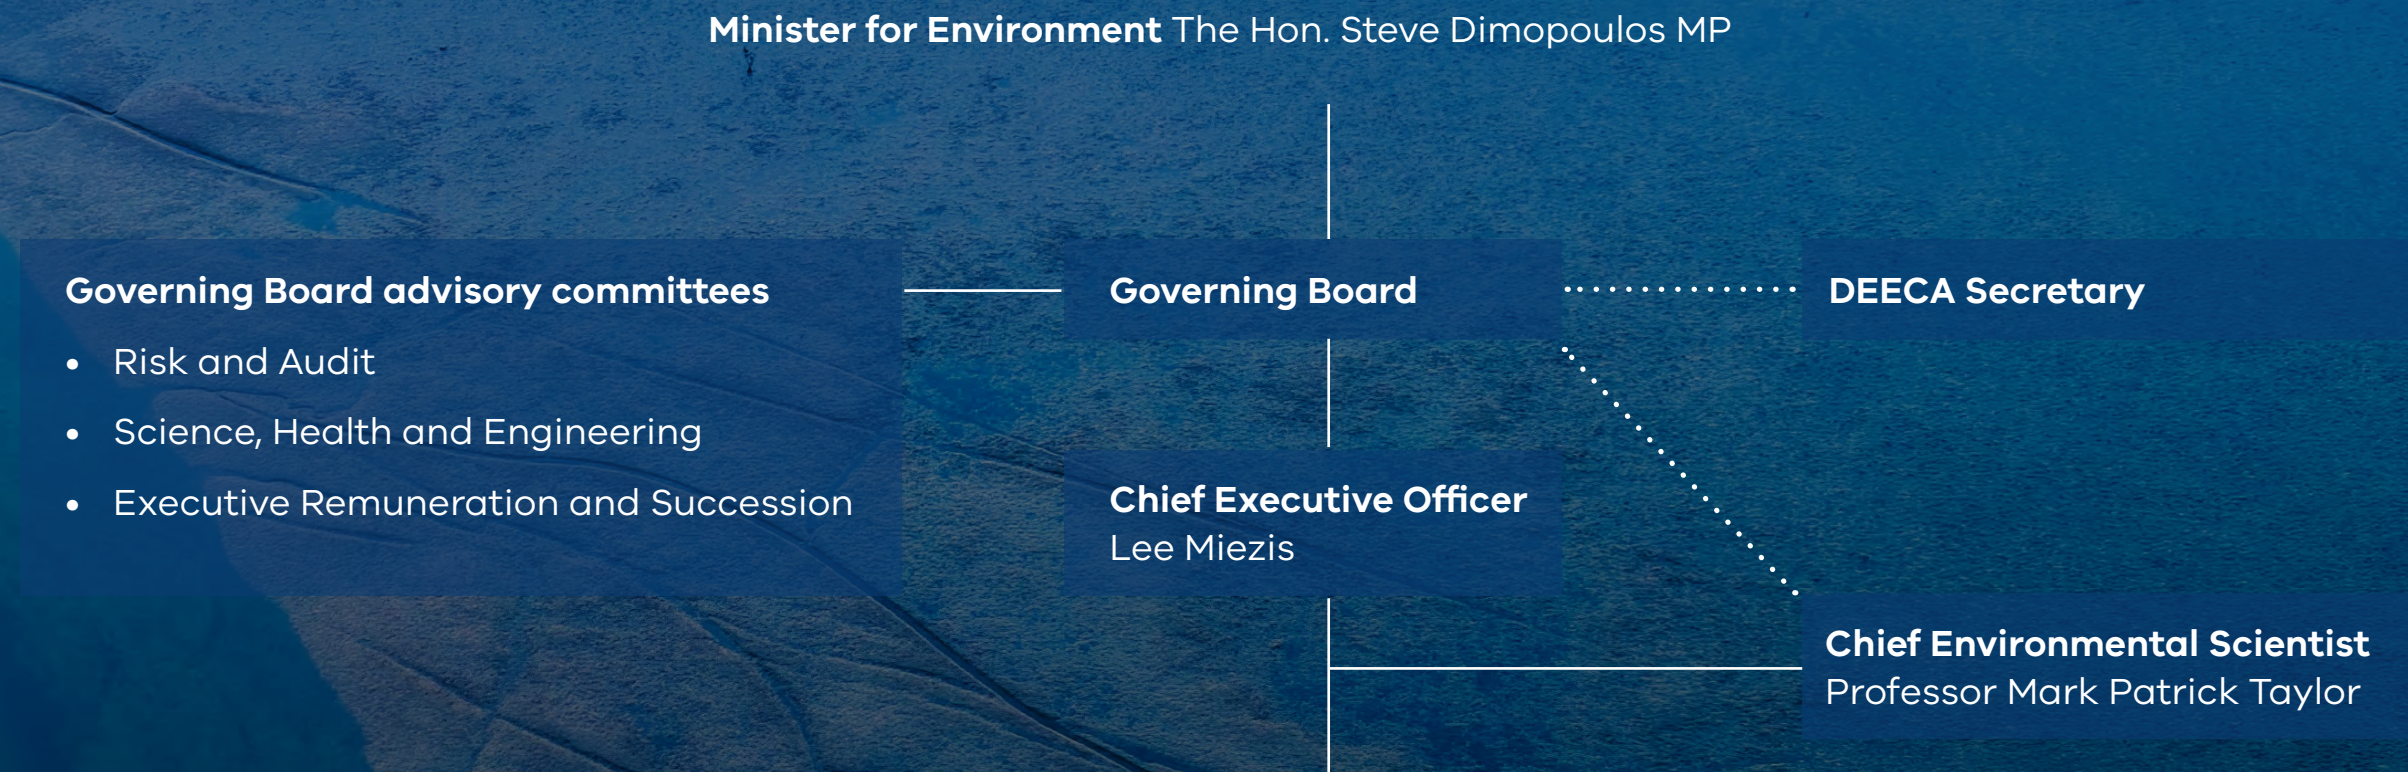 Minister for Environment The Hon. Steve Dimopoulos MP
Governing Board advisory committees
• Risk and Audit
• Science, Health and Engineering
• Executive Remuneration and Succession
Governing Board
DEECA Secretary
Chief Executive Officer
Lee Miezis
Chief Environmental Scientist
Professor Mark Patrick Taylor